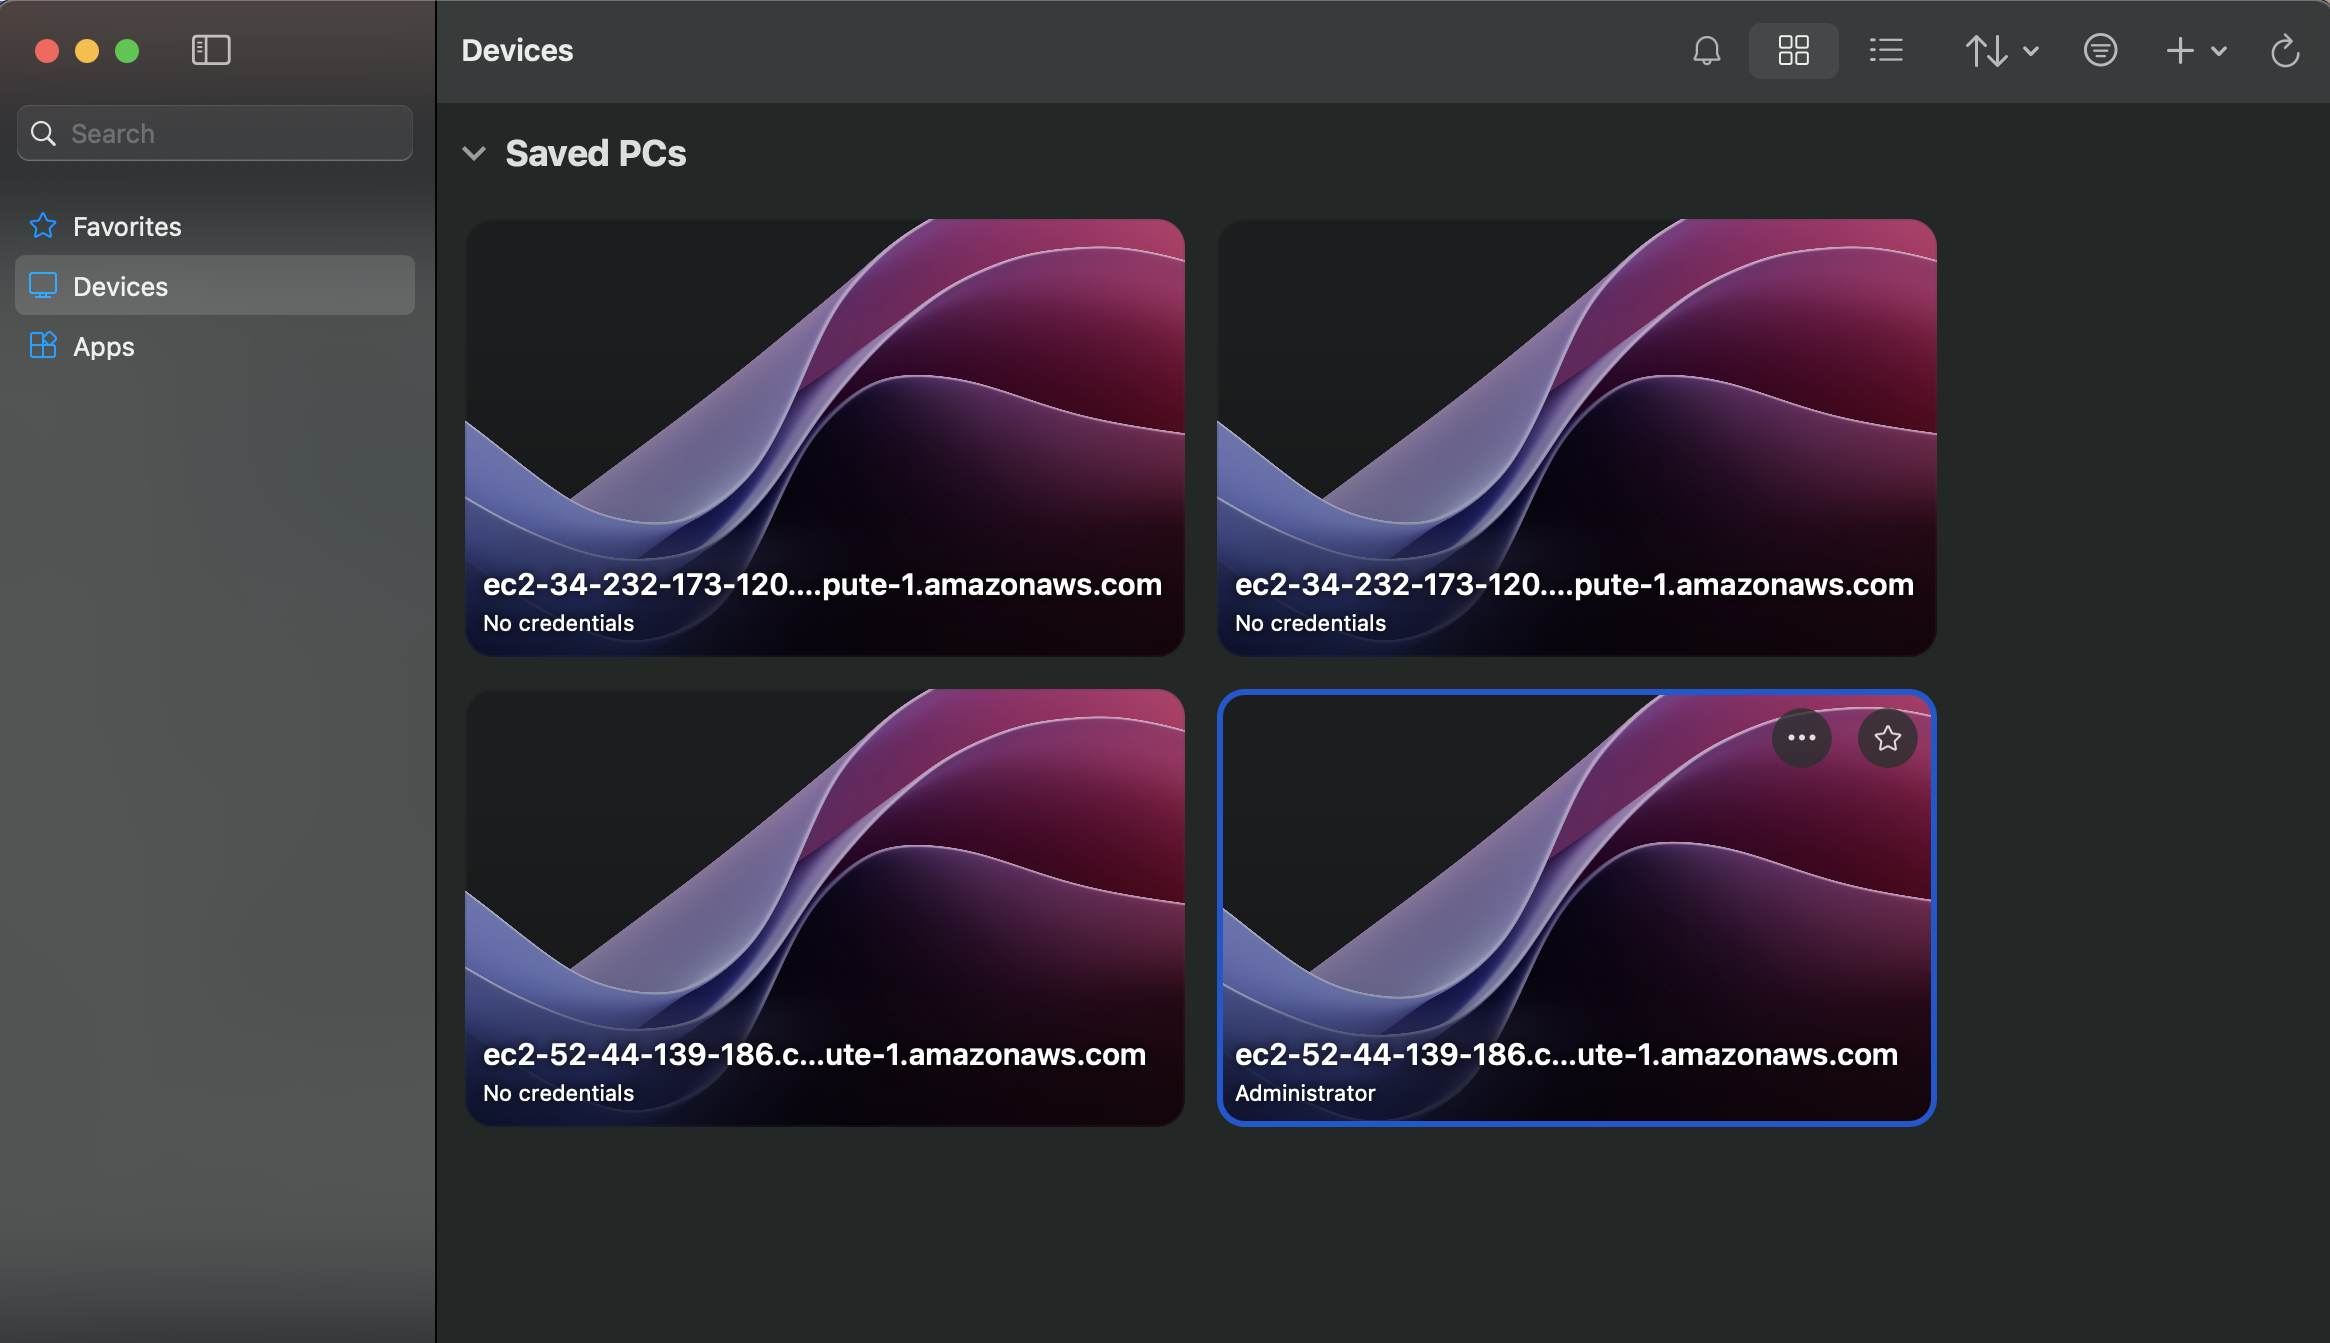 Devices
Search
Favorites
Devices
Apps
Saved PCs
ec2-34-232-173-120....pute-1.amazonaws.com
No credentials
ec2-34-232-173-120....pute-1.amazonaws.com
No credentials
ec2-52-44-139-186.c...ute-1.amazonaws.com
No credentials
ec2-52-44-139-186.c...ute-1.amazonaws.com
Administrator